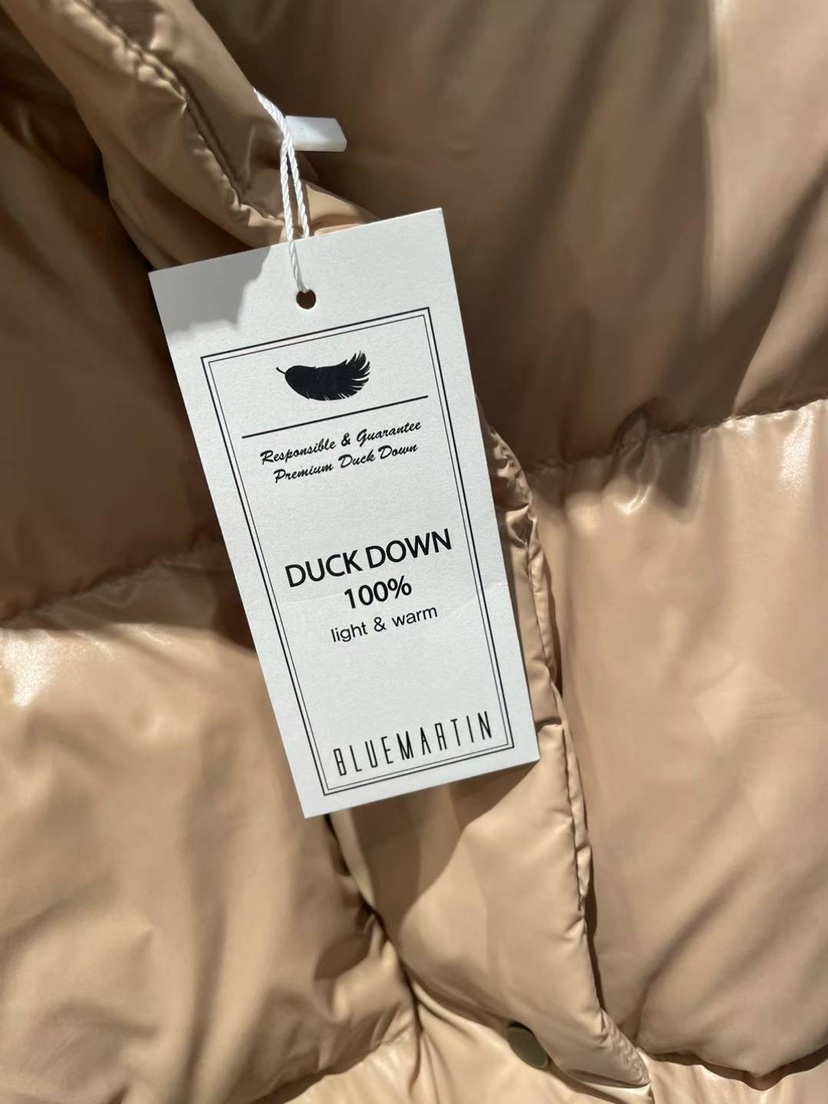 Responsible & Guarantee
Premium Duck Down
DUCK DOWN
100%
light & warm
BLUEMARTIN